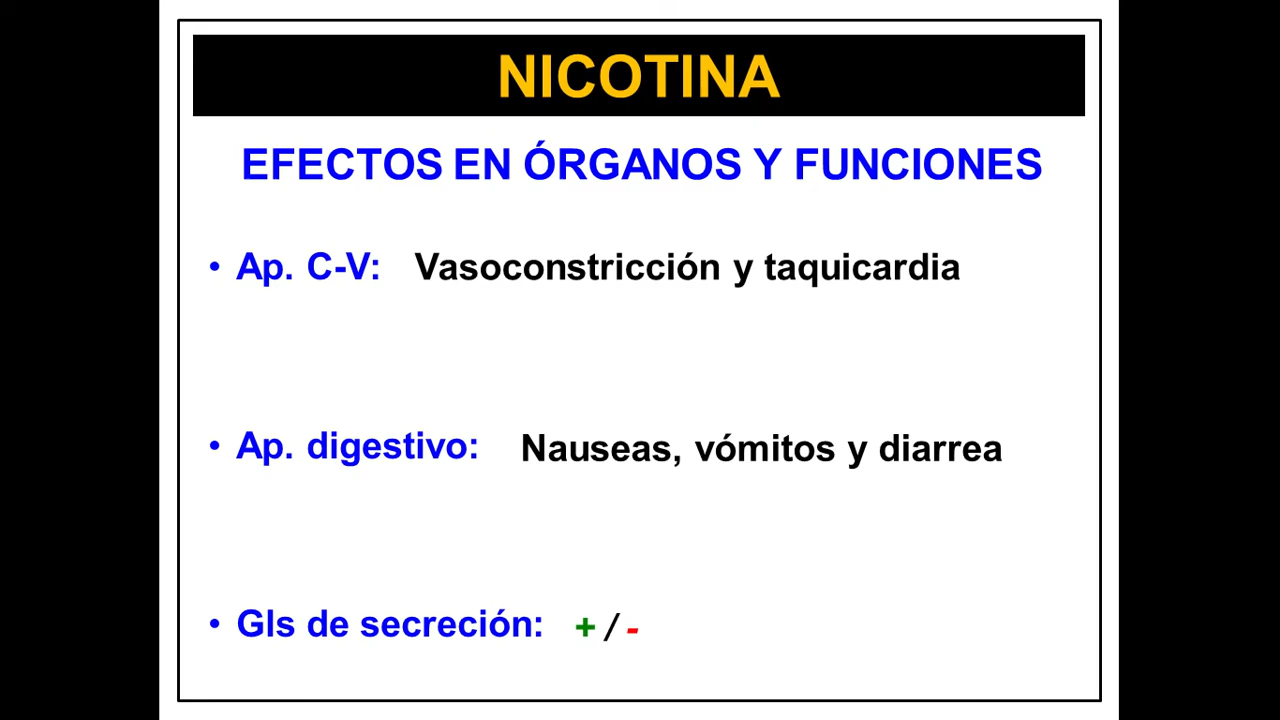 NICOTINA
EFECTOS EN ÓRGANOS Y FUNCIONES
• Ap. C-V: Vasoconstricción y taquicardia
• Ap. digestivo: Nauseas, vómitos y diarrea
• Gls de secreción: + / -